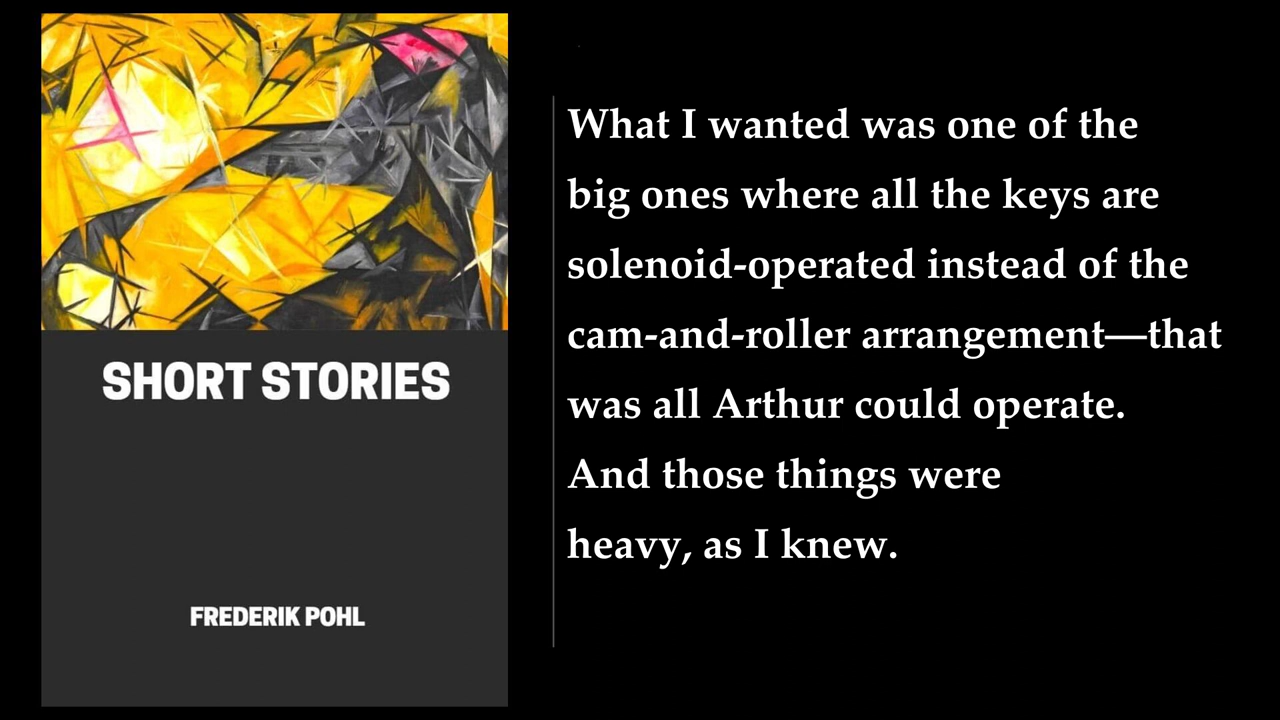 SHORT STORIES
FREDERIK POHL
What I wanted was one of the
big ones where all the keys are
solenoid-operated instead of the
cam-and-roller arrangement—that
was all Arthur could operate.
And those things were
heavy, as I knew.